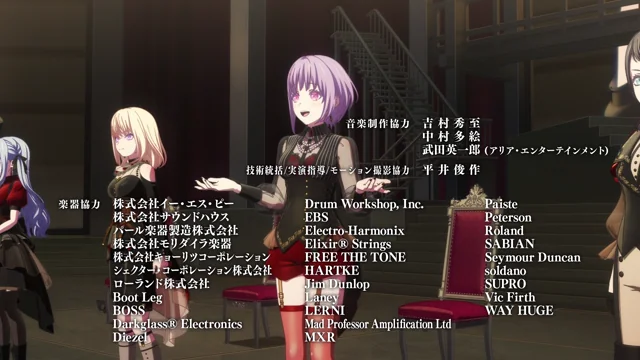 音楽制作協力 吉村秀至
中村多絵
武田英一郎 (アリア・エンターテインメント)
技術統括/実演指導/モーション撮影協力 平井俊作
楽器協力 株式会社イー・エス・ピー
株式会社サウンドハウス
パール楽器製造株式会社
株式会社モリダイラ楽器
株式会社キョーリツコーポレーション
シェクター・コーポレーション株式会社
ローランド株式会社
Boot Leg
BOSS
Darkglass® Electronics
Diezel
Drum Workshop, Inc.
EBS
Electro-Harmonix
Elixir® Strings
FREE THE TONE
HARTKE
Jim Dunlop
Laney
LERNI
Mad Professor Amplification Ltd
MXR
Paiste
Peterson
Roland
SABIAN
Seymour Duncan
soldano
SUPRO
Vic Firth
WAY HUGE